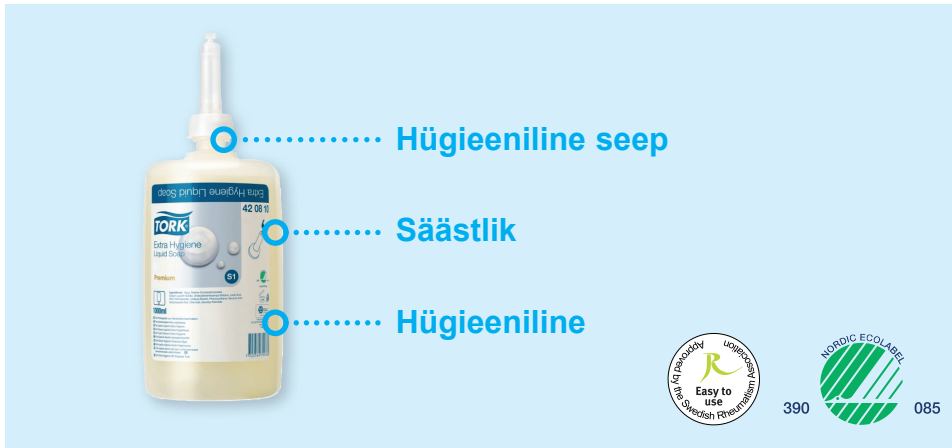 Hügieeniline seep
Extra Hygiene Liquid Soap
42 08 10
TORK
Säästlik
Extra Hygiene
Liquid Soap
Premium
S1
1000ml
Hügieeniline
Approved by the Swedish Rheumatism Association
Easy to
use
NORDIC ECOLABEL
390
085